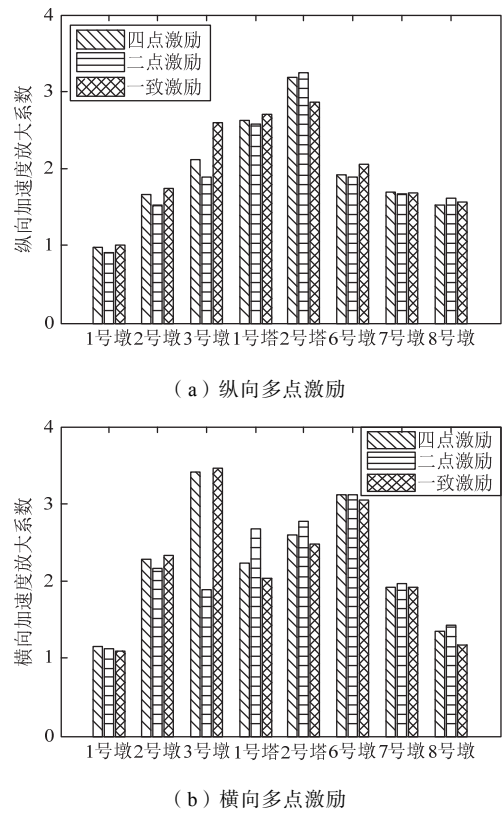 4
四点激励
二点激励
一致激励
3
2
1
0
纵向加速度放大系数
1号墩 2号墩 3号墩 1号塔 2号塔 6号墩 7号墩 8号墩
（a）纵向多点激励
4
四点激励
二点激励
一致激励
3
2
1
0
横向加速度放大系数
1号墩 2号墩 3号墩 1号塔 2号塔 6号墩 7号墩 8号墩
（b）横向多点激励